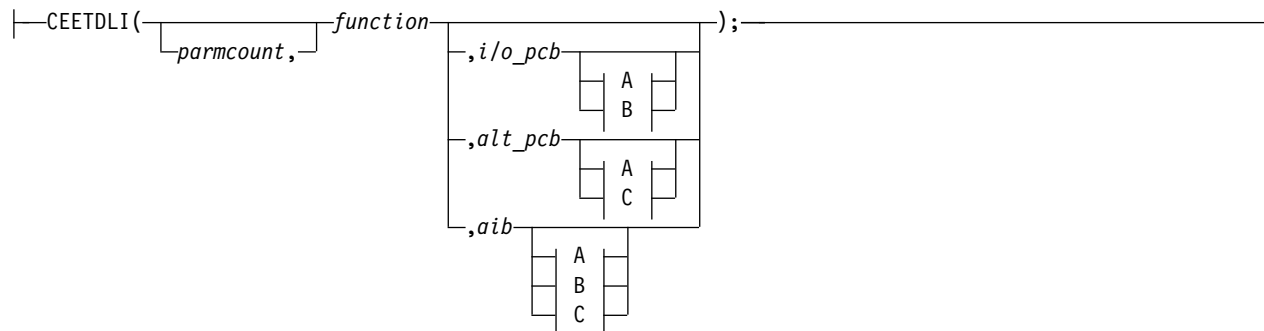 CEETDLI( function );
parmcount, ,i/o_pcb
A
B
,alt_pcb
A
C
,aib
A
B
C